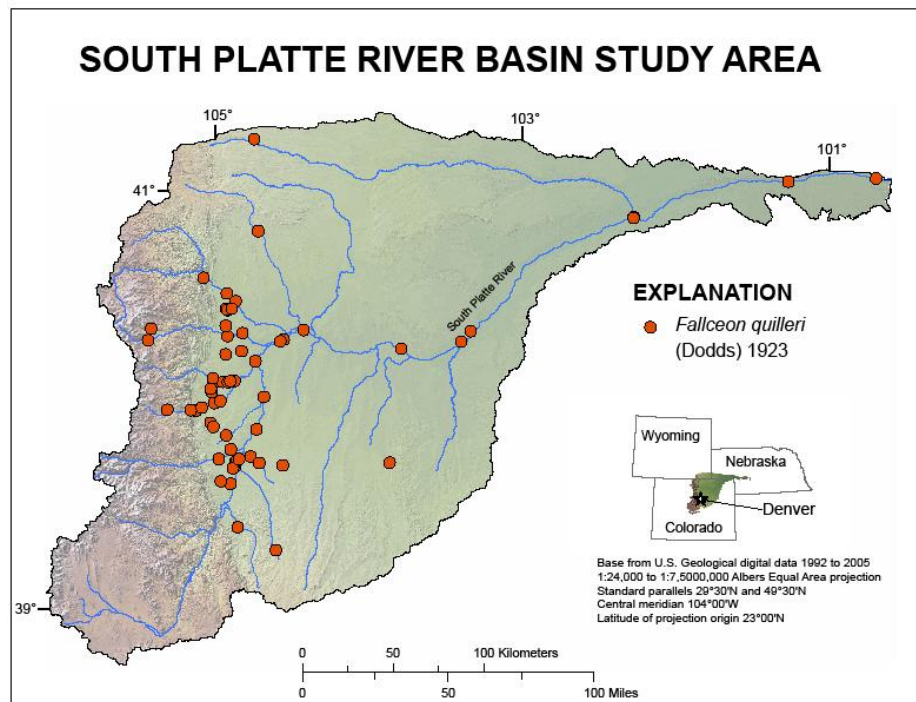 SOUTH PLATTE RIVER BASIN STUDY AREA
105°
103°
101°
41°
South Platte River
EXPLANATION
Fallceon quilleri
(Dodds) 1923
Wyoming
Nebraska
Denver
Colorado
39°
Base from U.S. Geological digital data 1992 to 2005
1:24,000 to 1:7,5000,000 Albers Equal Area projection
Standard parallels 29°30'N and 49°30'N
Central meridian 104°00'W
Latitude of projection origin 23°00'N
0 50 100 Kilometers
0 50 100 Miles